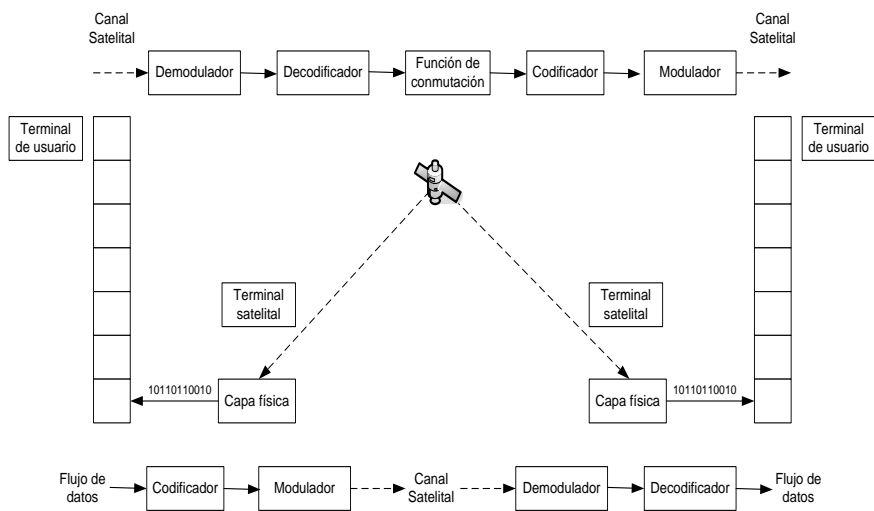 Canal
Satelital
Canal
Satelital
Demodulador
Decodificador
Función de
conmutación
Codificador
Modulador
Terminal
de usuario
Terminal
de usuario
Terminal
satelital
Terminal
satelital
10110110010
Capa física
Capa física
10110110010
Flujo de
datos
Codificador
Modulador
Canal
Satelital
Demodulador
Decodificador
Flujo de
datos